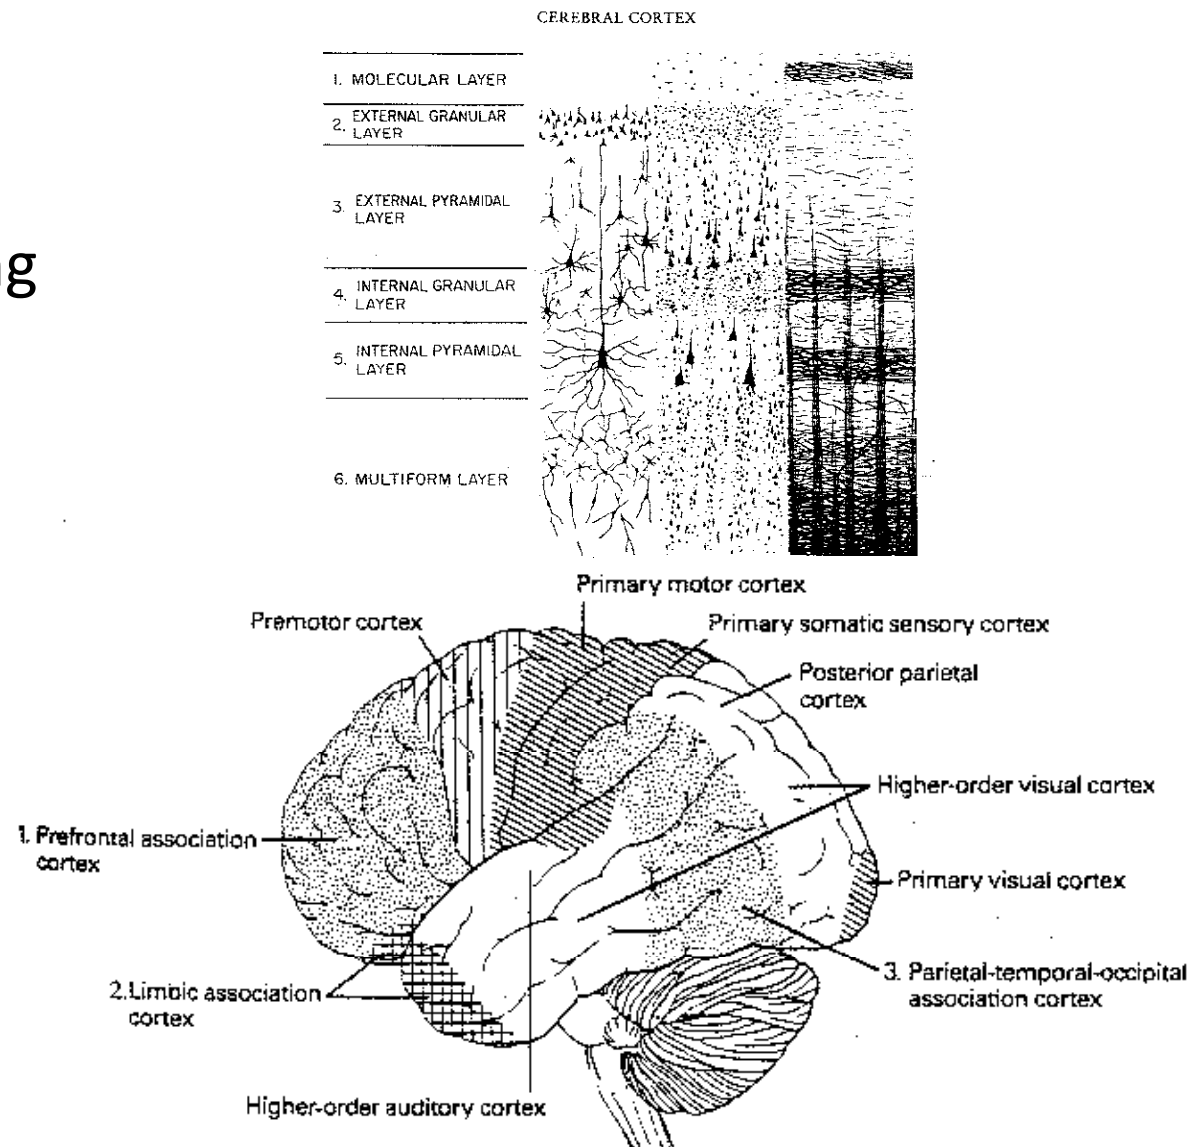 CEREBRAL CORTEX
1. MOLECULAR LAYER
2. EXTERNAL GRANULAR
LAYER
3. EXTERNAL PYRAMIDAL
LAYER
4. INTERNAL GRANULAR
LAYER
5. INTERNAL PYRAMIDAL
LAYER
6. MULTIFORM LAYER
Primary motor cortex
Premotor cortex
Primary somatic sensory cortex
Posterior parietal
cortex
Higher-order visual cortex
1. Prefrontal association
cortex
Primary visual cortex
3. Parietal-temporal-occipital
association cortex
2. Limbic association
cortex
Higher-order auditory cortex